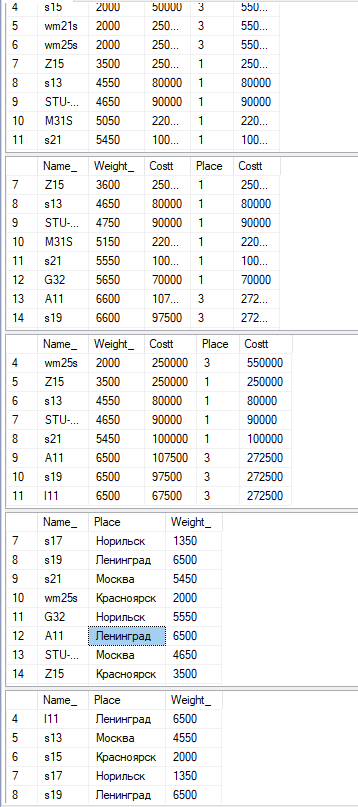 4 s15 2000 50000 3 550...
5 wm21s 2000 250... 3 550...
6 wm25s 2000 250... 3 550...
7 Z15 3500 250... 1 250...
8 s13 4550 80000 1 80000
9 STU-... 4650 90000 1 90000
10 M31S 5050 220... 1 220...
11 s21 5450 100... 1 100...
Name_ Weight_ Costt Place Costt
7 Z15 3600 250... 1 250...
8 s13 4650 80000 1 80000
9 STU-... 4750 90000 1 90000
10 M31S 5150 220... 1 220...
11 s21 5550 100... 1 100...
12 G32 5650 70000 1 70000
13 A11 6600 107... 3 272...
14 s19 6600 97500 3 272...
Name_ Weight_ Costt Place Costt
4 wm25s 2000 250000 3 550000
5 Z15 3500 250000 1 250000
6 s13 4550 80000 1 80000
7 STU-... 4650 90000 1 90000
8 s21 5450 100000 1 100000
9 A11 6500 107500 3 272500
10 s19 6500 97500 3 272500
11 I11 6500 67500 3 272500
Name_ Place Weight_
7 s17 Норильск 1350
8 s19 Ленинград 6500
9 s21 Москва 5450
10 wm25s Красноярск 2000
11 G32 Норильск 5550
12 A11 Ленинград 6500
13 STU-... Москва 4650
14 Z15 Красноярск 3500
Name_ Place Weight_
4 I11 Ленинград 6500
5 s13 Москва 4550
6 s15 Красноярск 2000
7 s17 Норильск 1350
8 s19 Ленинград 6500